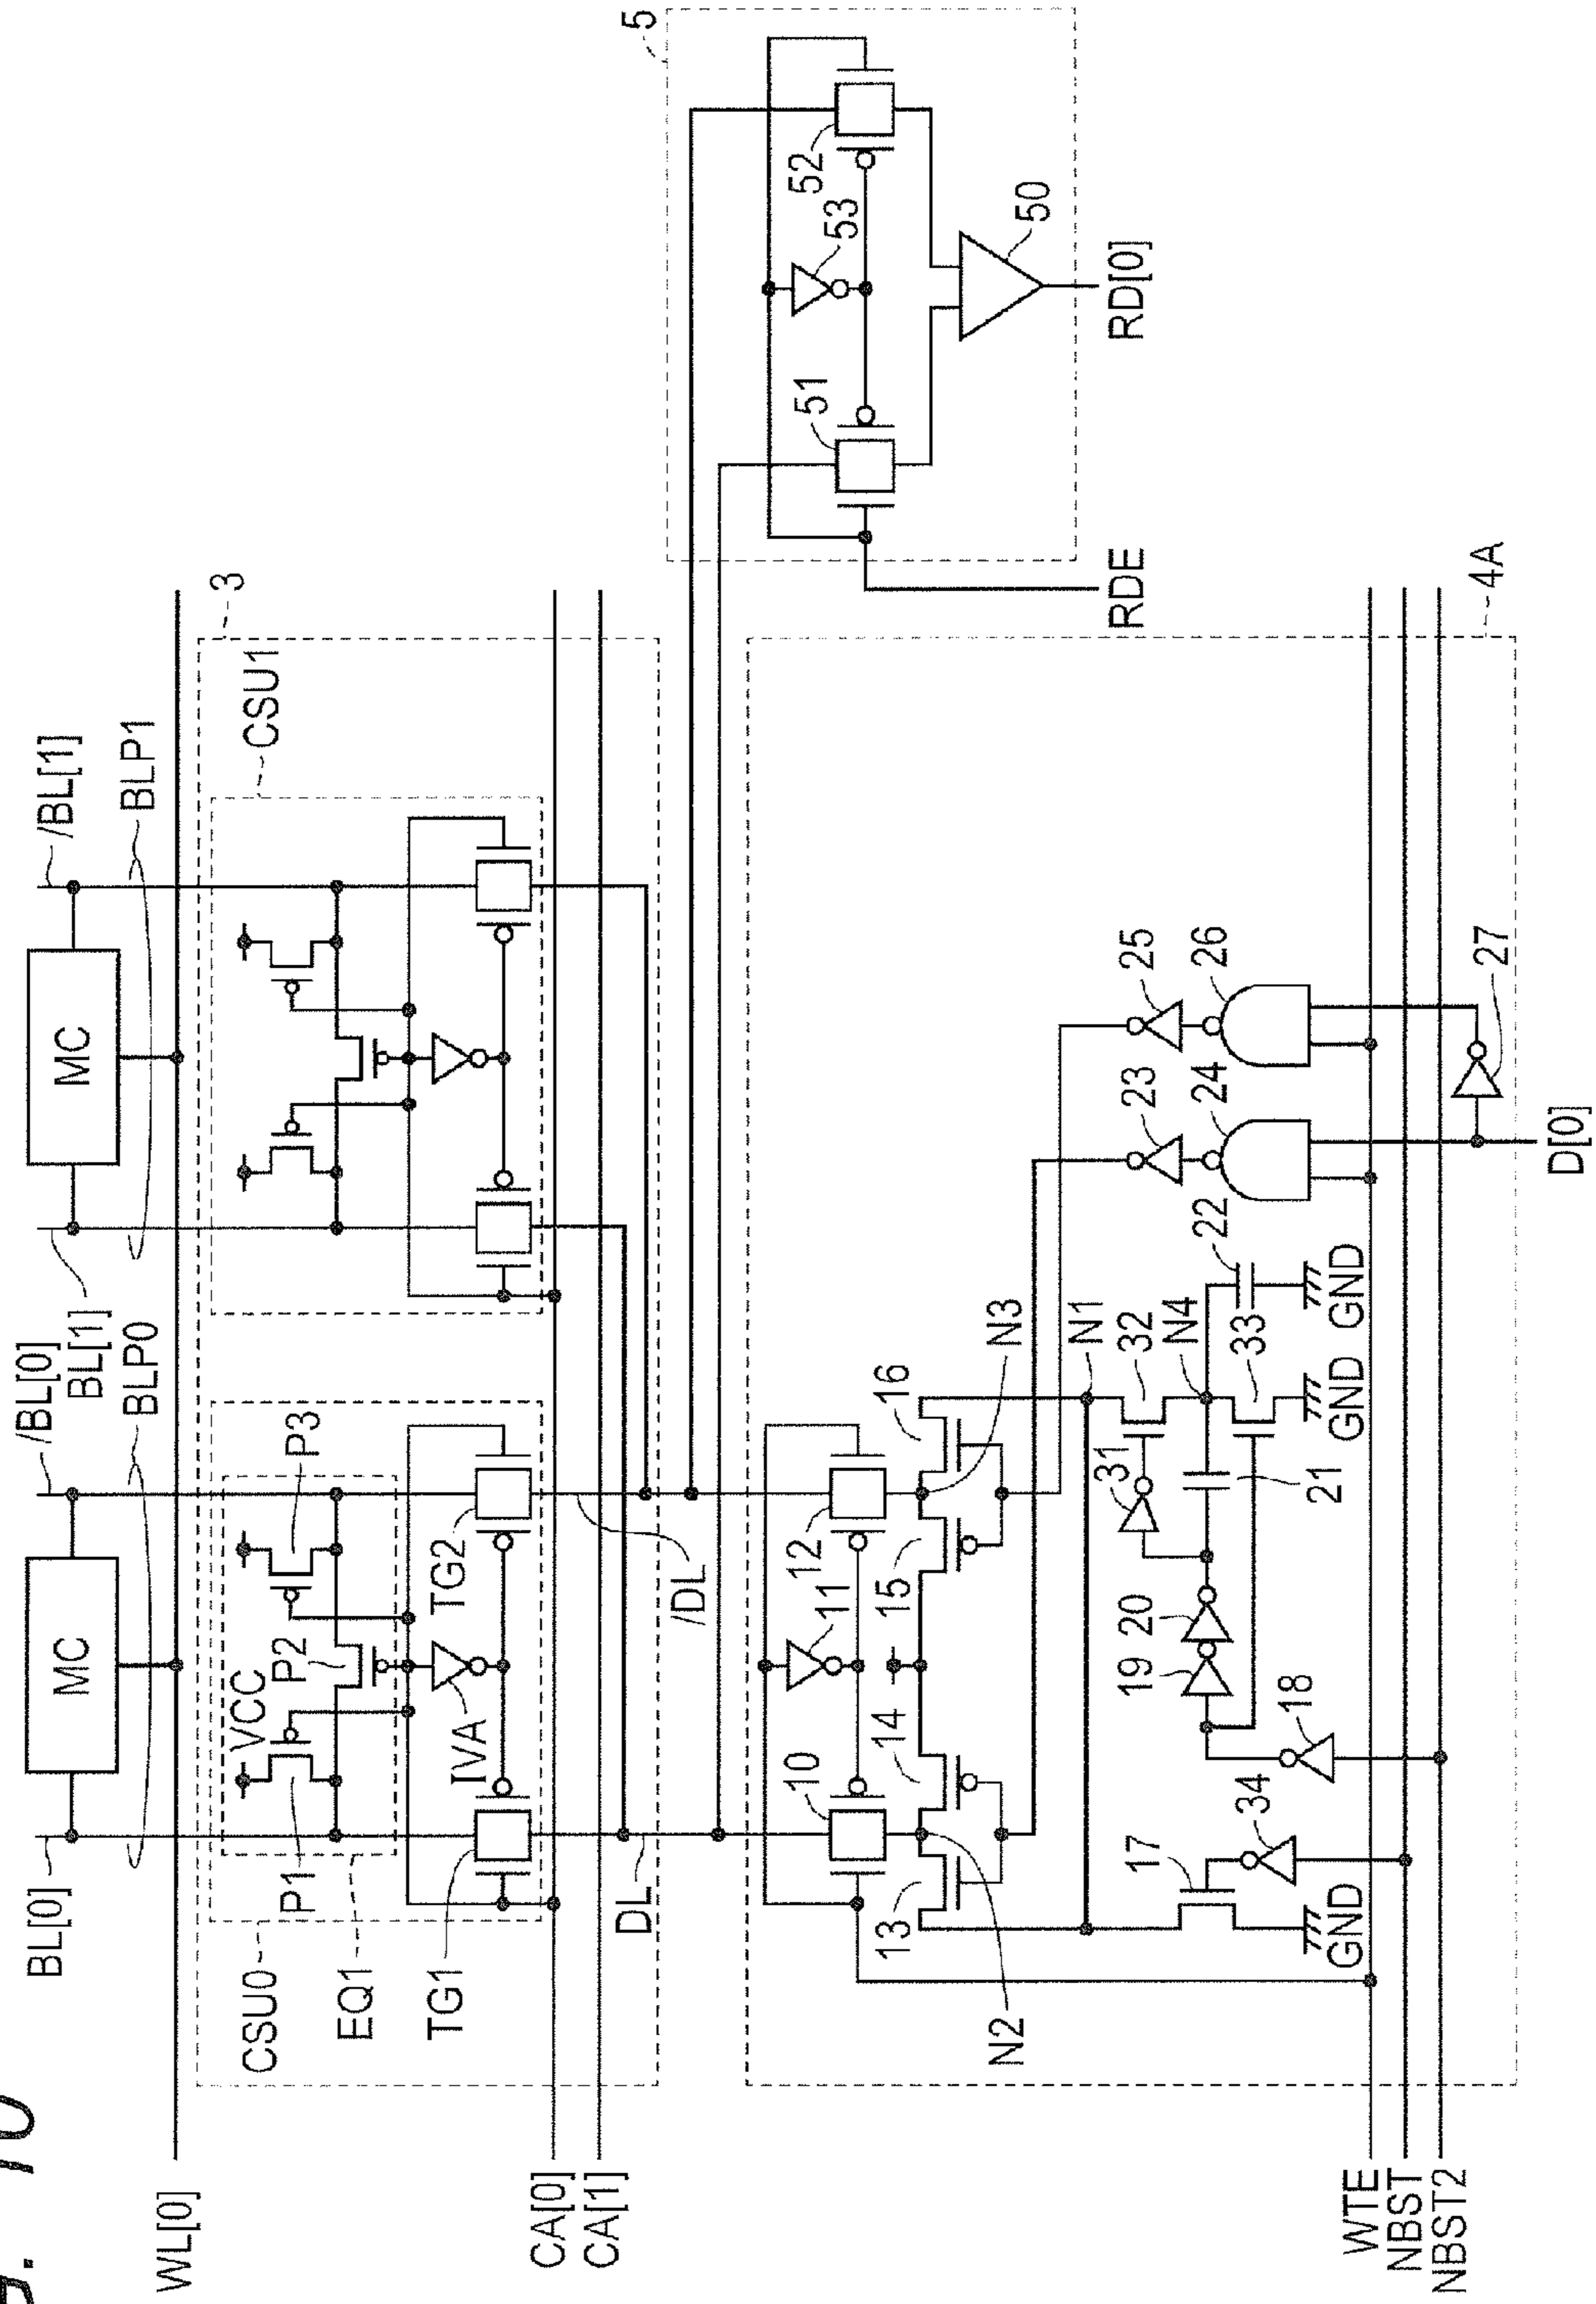 FIG. 10
BL[0]
/BL[0]
BL[1]
/BL[1]
MC
MC
BLP0
BLP1
WL[0]
3
CSU0
CSU1
EQ1
VCC
P1
P2
P3
IVA
TG1
TG2
CA[0]
CA[1]
DL
/DL
5
51
52
53
50
RDE
RD[0]
4A
10
11
12
13
14
15
16
N2
N3
N1
N4
17
34
18
19
20
31
32
21
33
22
23
24
25
26
27
GND
GND
GND
WTE
NBST
NBST2
D[0]